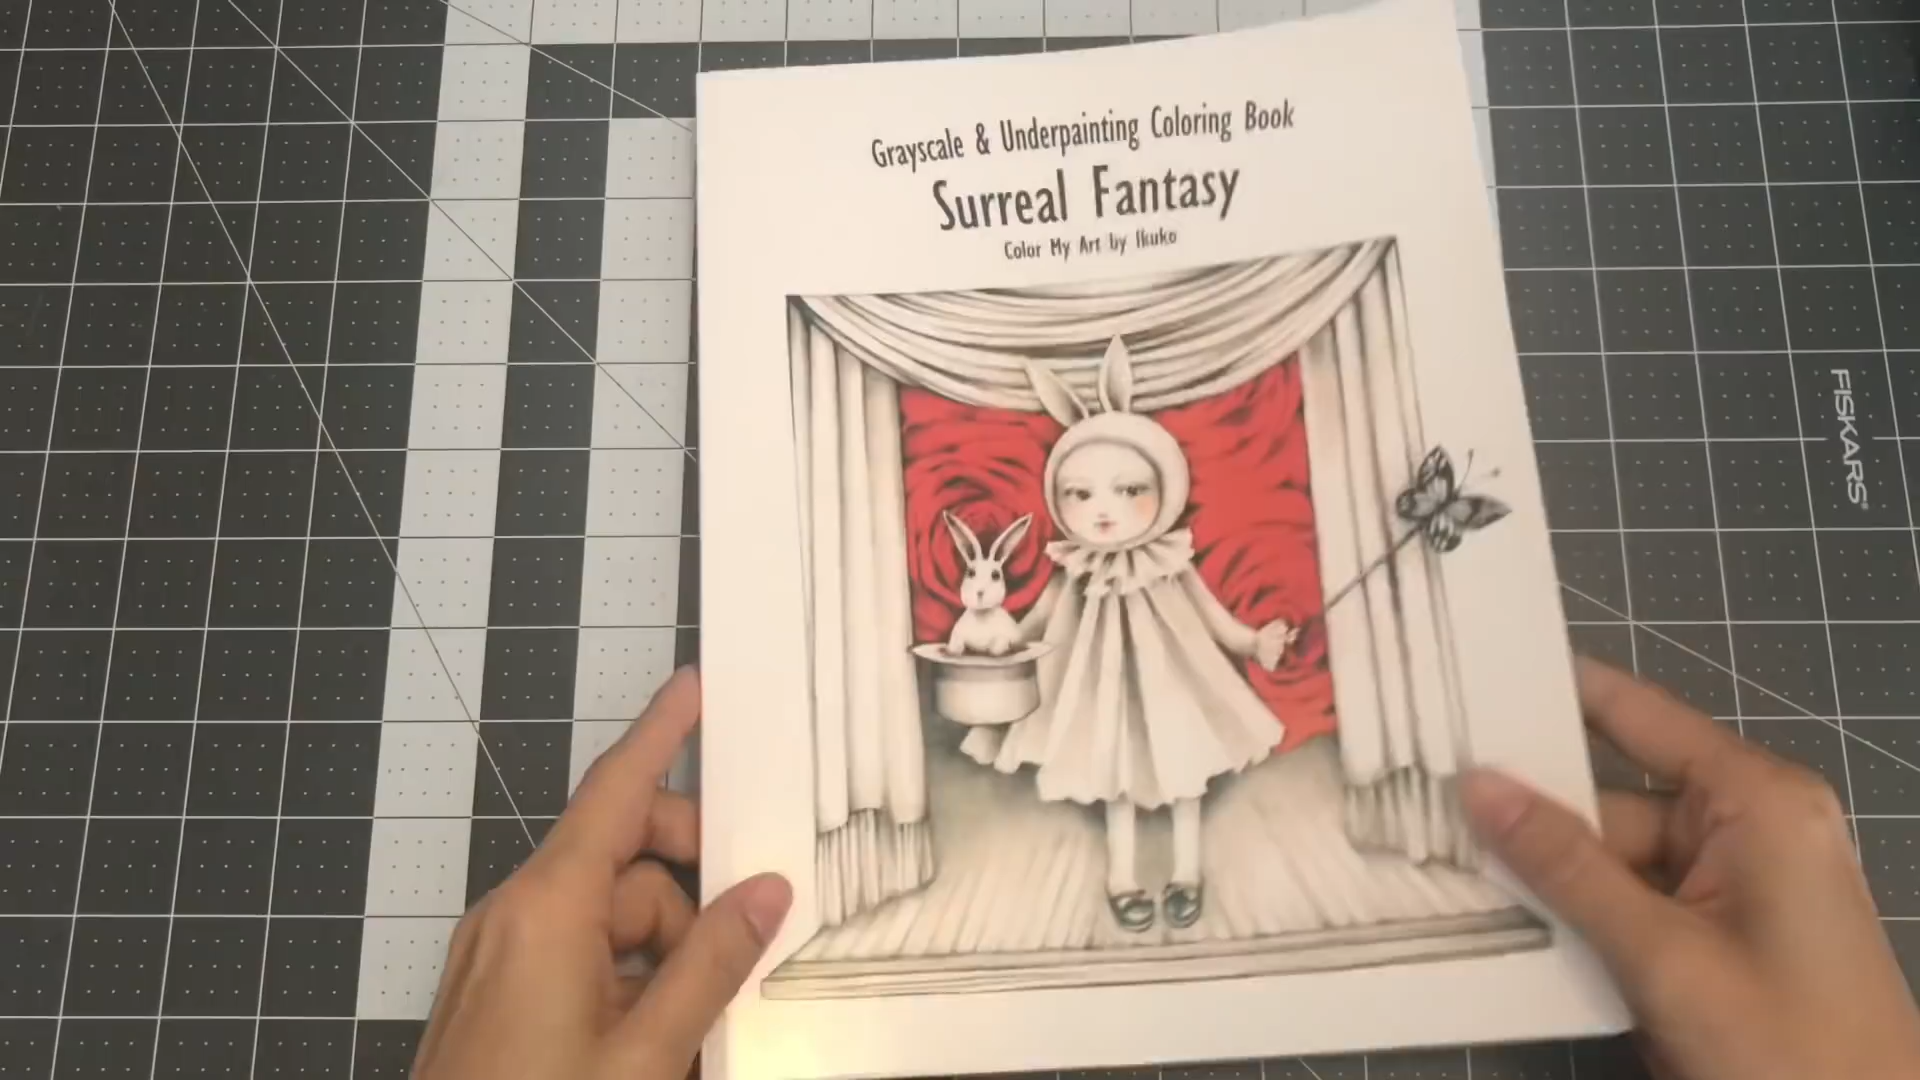 Grayscale & Underpainting Coloring Book
Surreal Fantasy
Color My Art by Ikuko
FISKARS®